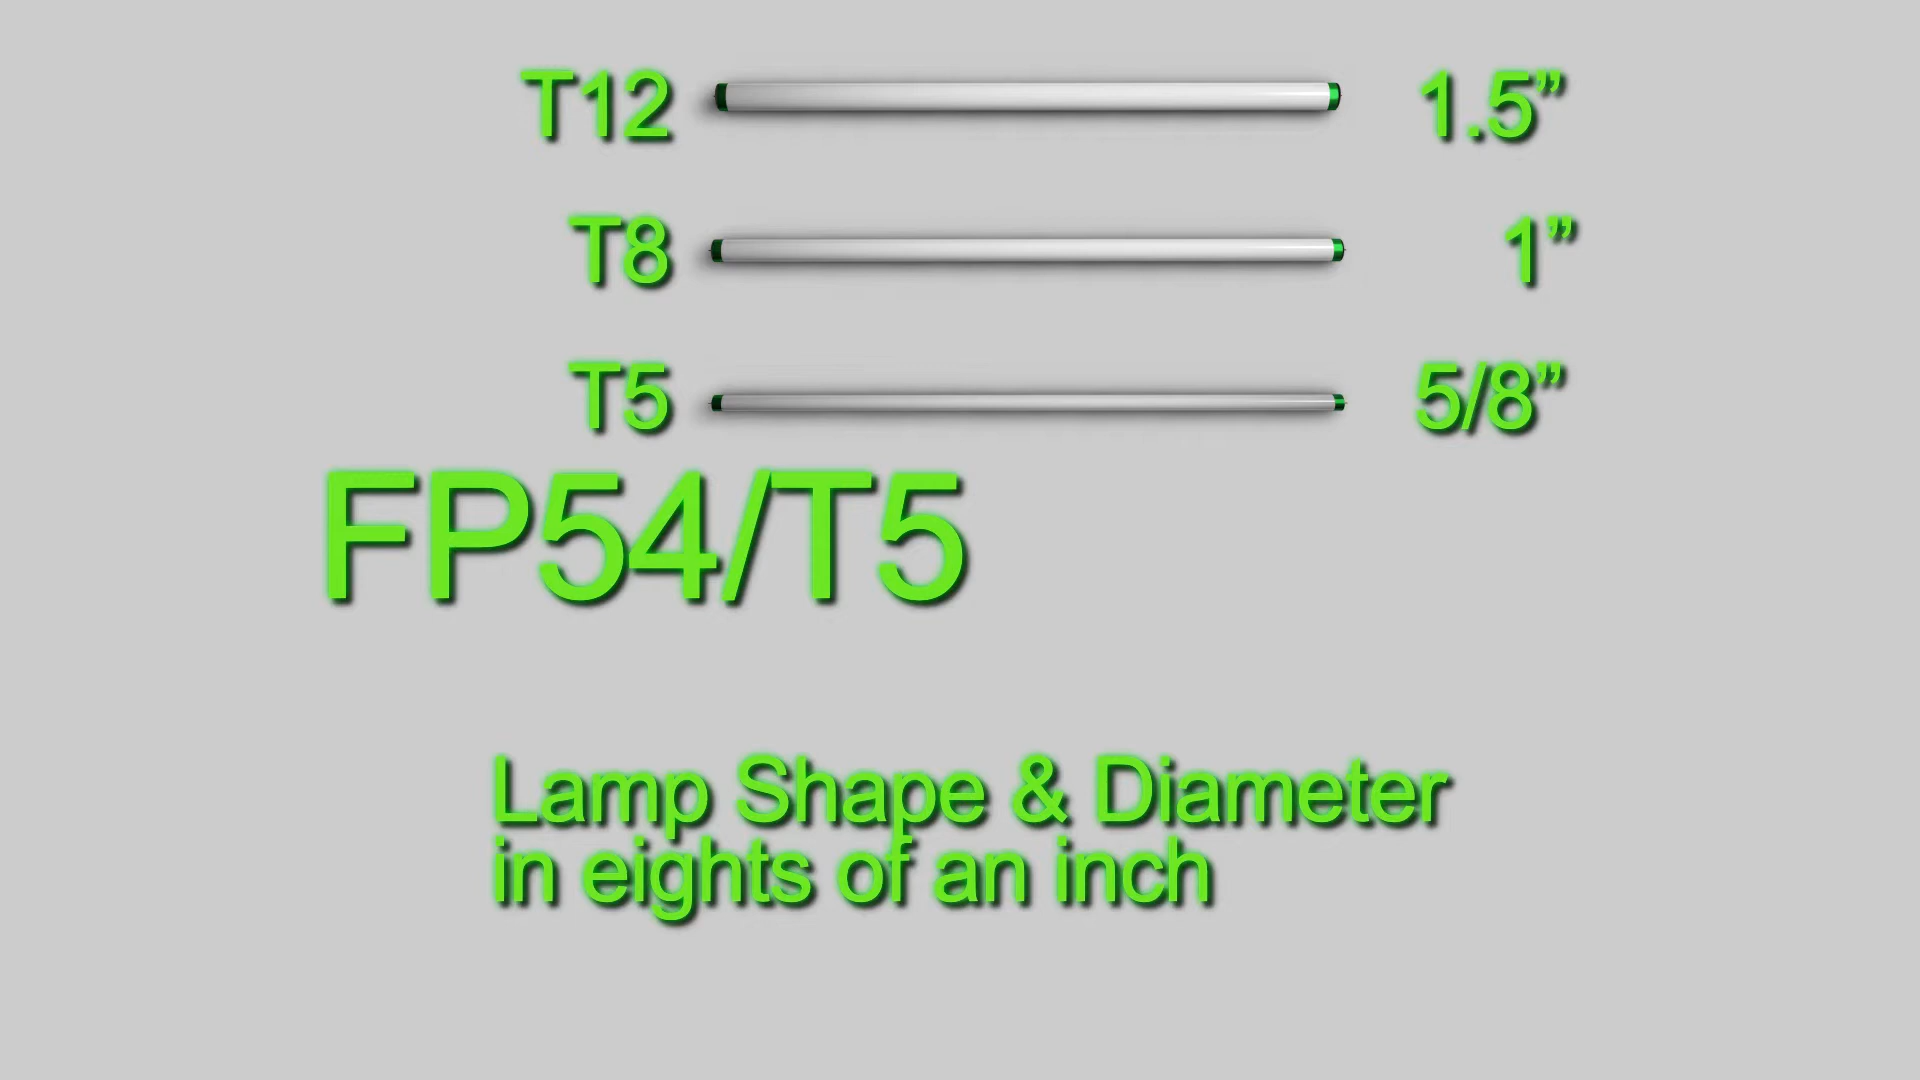 T12 1.5”
T8 1”
T5 5/8”
FP54/T5
Lamp Shape & Diameter
in eights of an inch